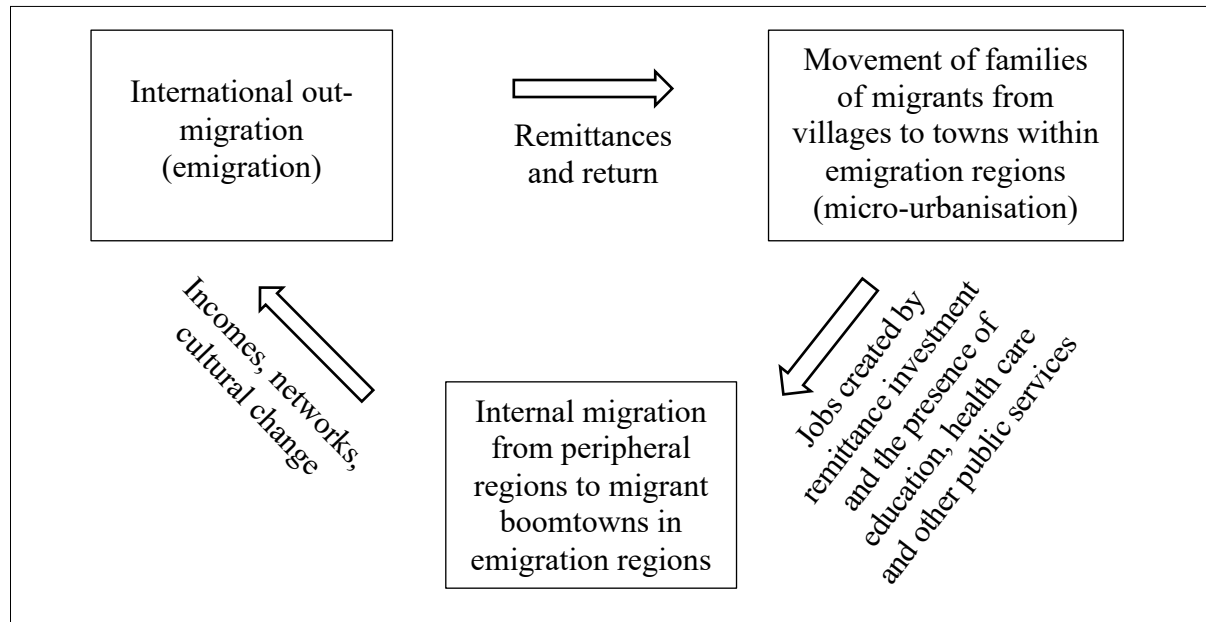 International out-
migration
(emigration)
Remittances
and return
Movement of families
of migrants from
villages to towns within
emigration regions
(micro-urbanisation)
Jobs created by
remittance investment
and the presence of
education, health care
and other public services
Internal migration
from peripheral
regions to migrant
boomtowns in
emigration regions
Incomes, networks,
cultural change